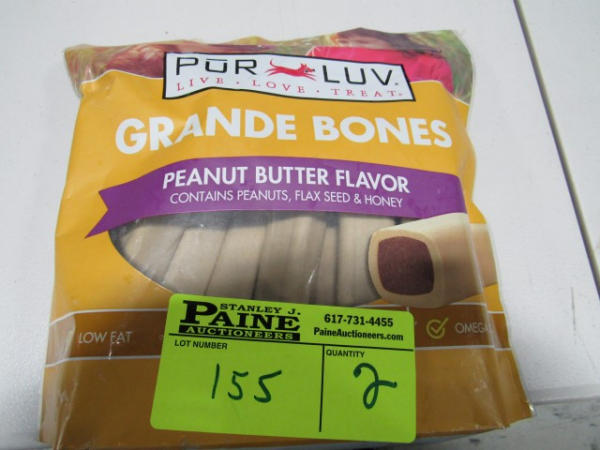 PŪR LUV.
LIVE · LOVE · TREAT
GRANDE BONES
PEANUT BUTTER FLAVOR
CONTAINS PEANUTS, FLAX SEED & HONEY
LOW FAT
OMEGA
STANLEY J.
PAINE
AUCTIONEERS
617-731-4455
PaineAuctioneers.com
LOT NUMBER
155
QUANTITY
2